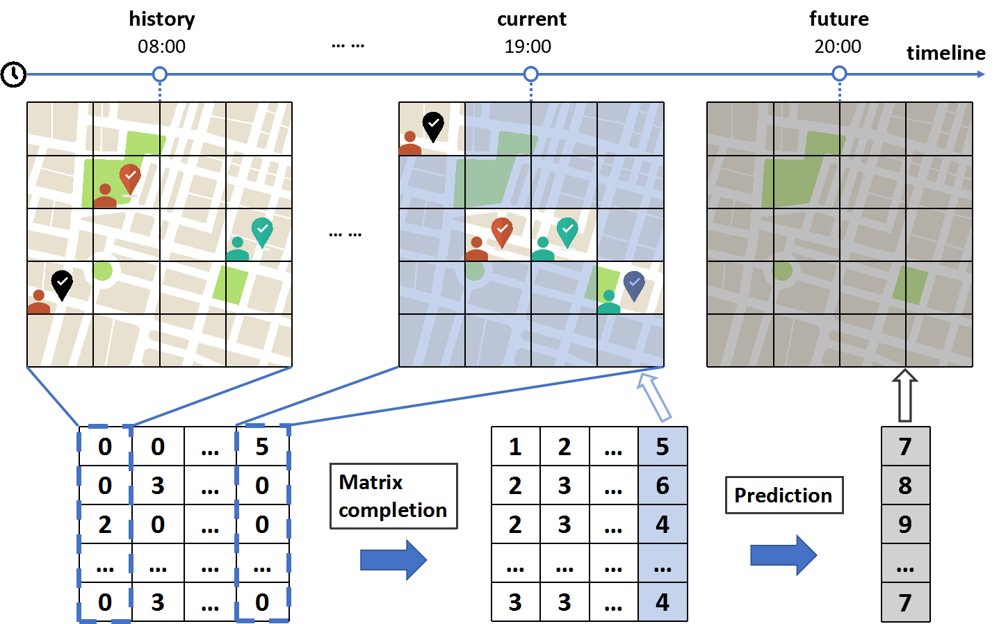 history
current
future
08:00
... ...
19:00
20:00
timeline
... ...
0 0 ... 5
0 3 ... 0
2 0 ... 0
... ... ... ...
0 3 ... 0
Matrix
completion
1 2 ... 5
2 3 ... 6
2 3 ... 4
... ... ... ...
3 3 ... 4
Prediction
7
8
9
...
7